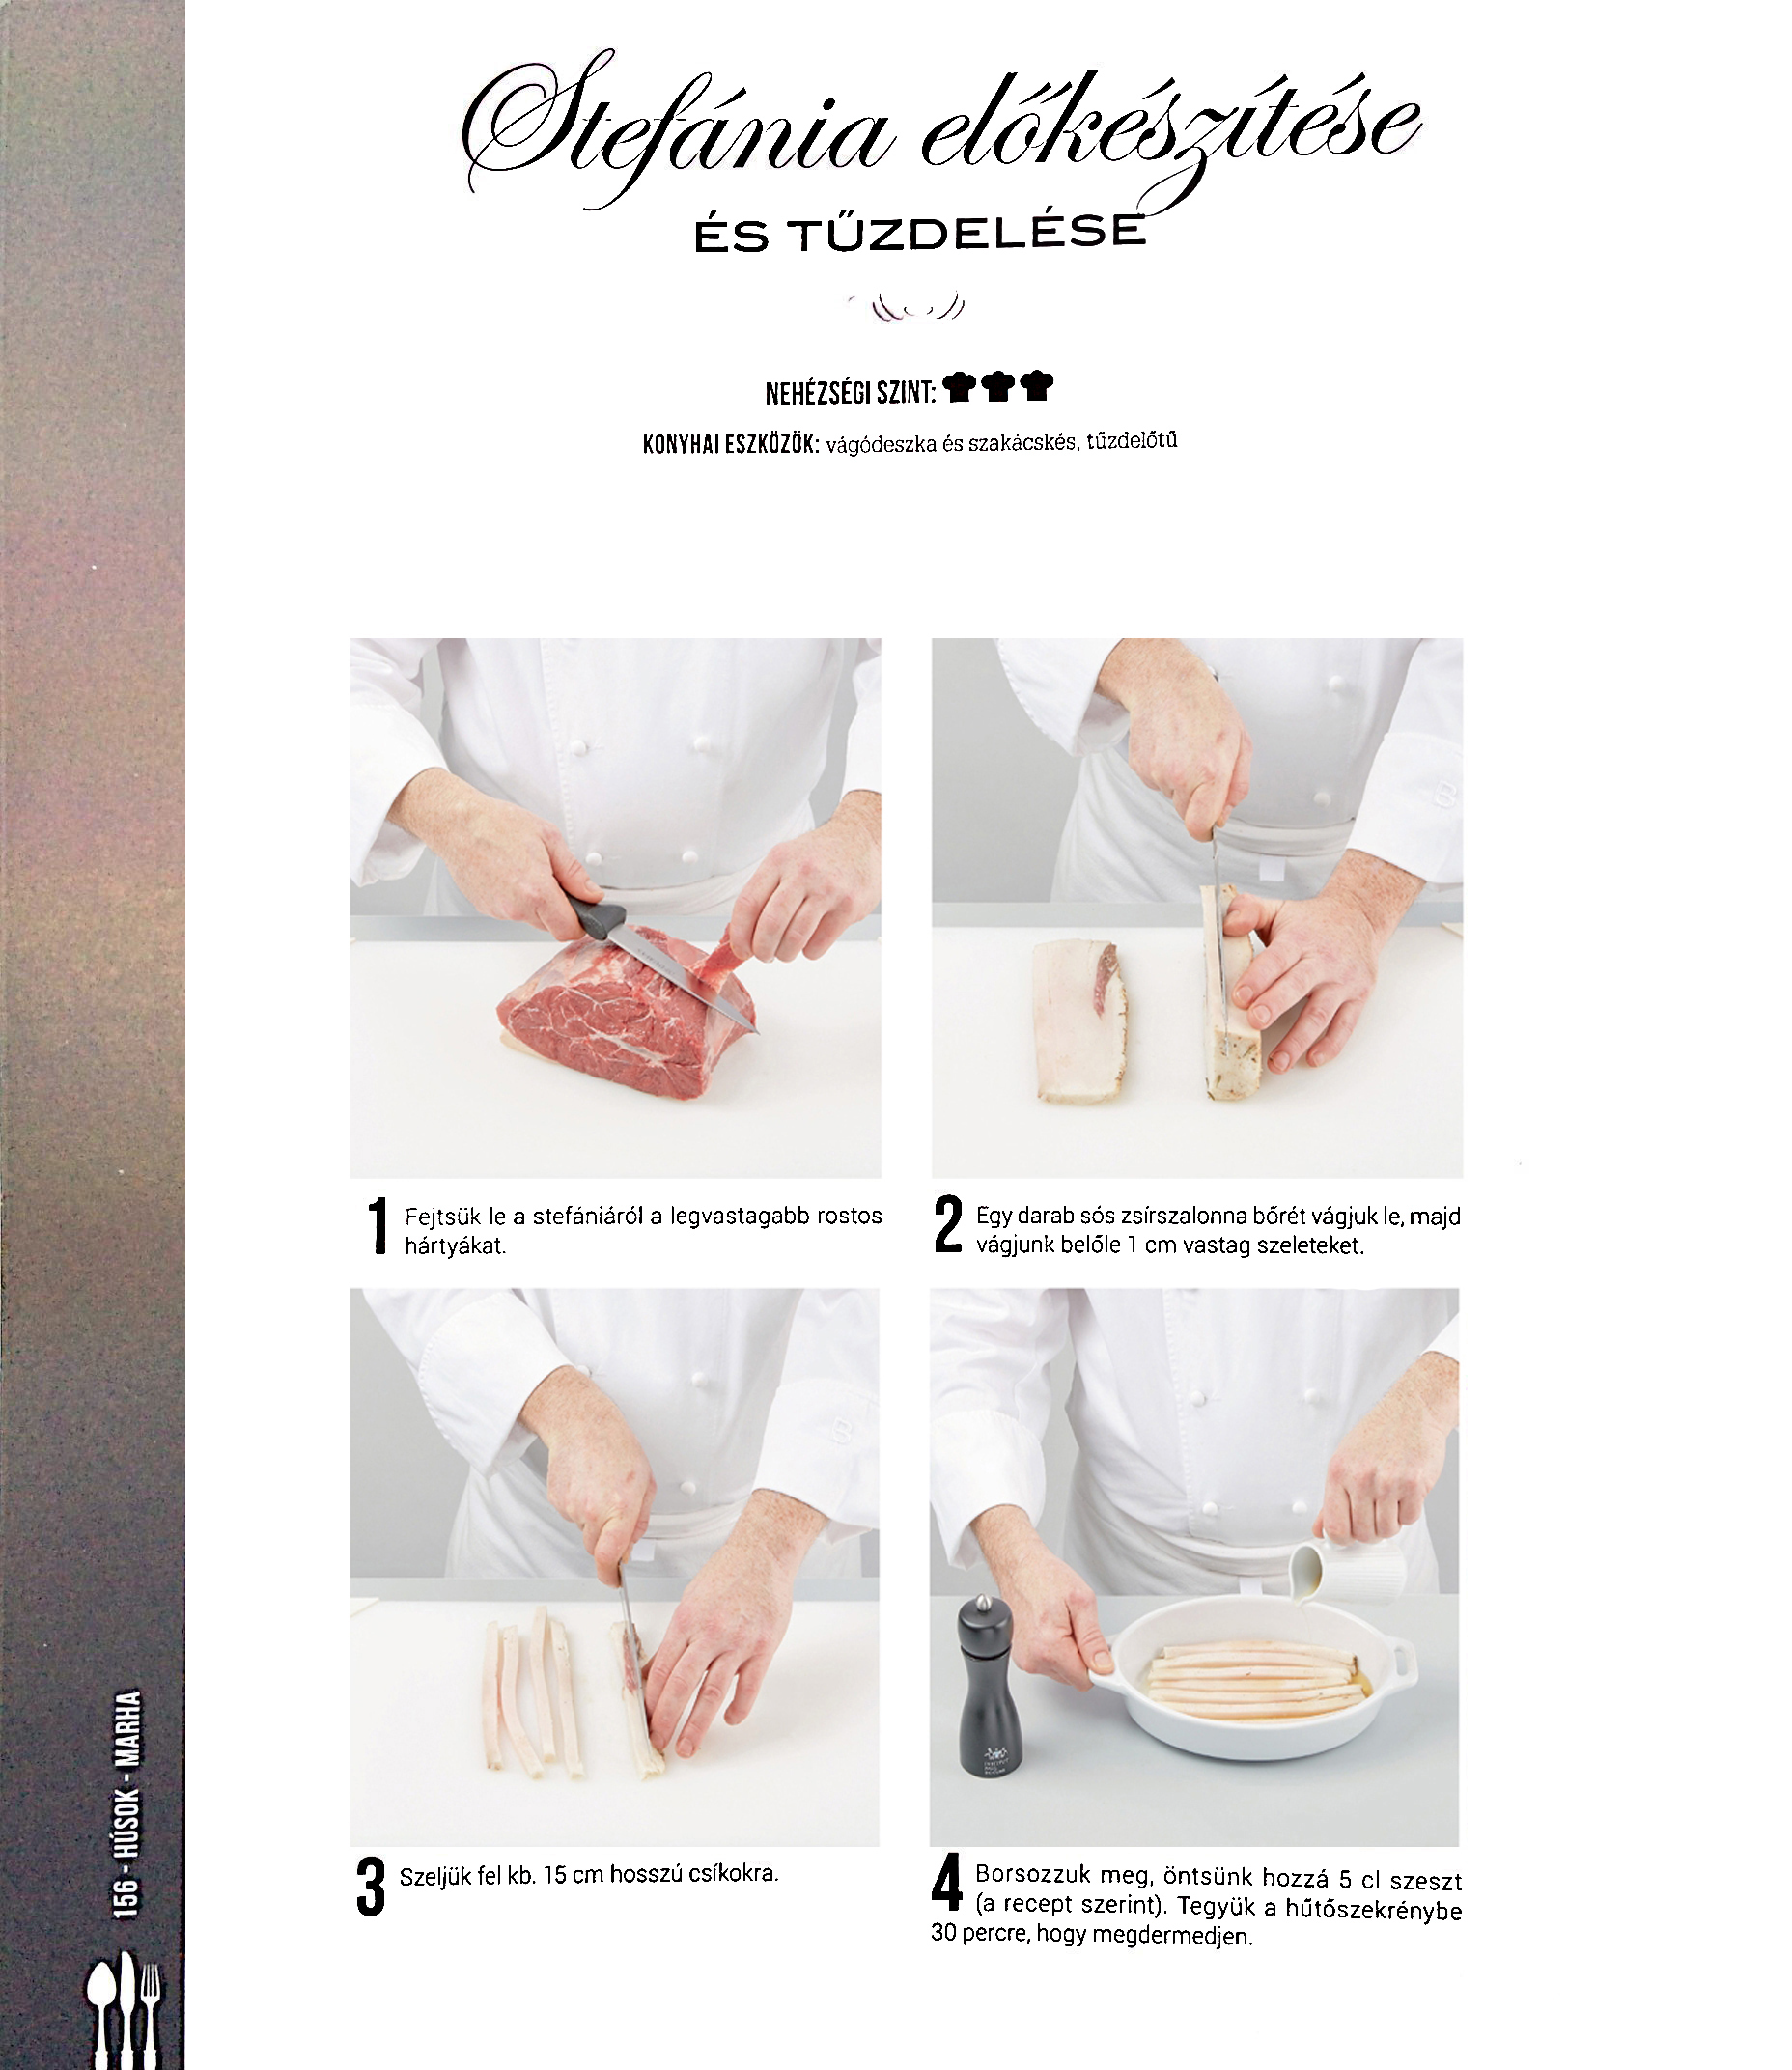 Stefánia előkészítése
ÉS TŰZDELÉSE
NEHÉZSÉGI SZINT:
KONYHAI ESZKÖZÖK: vágódeszka és szakácskés, tűzdelőtű
1 Fejtsük le a stefániáról a legvastagabb rostos
hártyákat.
2 Egy darab sós zsírszalonna bőrét vágjuk le, majd
vágjunk belőle 1 cm vastag szeleteket.
3 Szeljük fel kb. 15 cm hosszú csíkokra.
4 Borsozzuk meg, öntsünk hozzá 5 cl szeszt
(a recept szerint). Tegyük a hűtőszekrénybe
30 percre, hogy megdermedjen.
156 - HÚSOK - MARHA